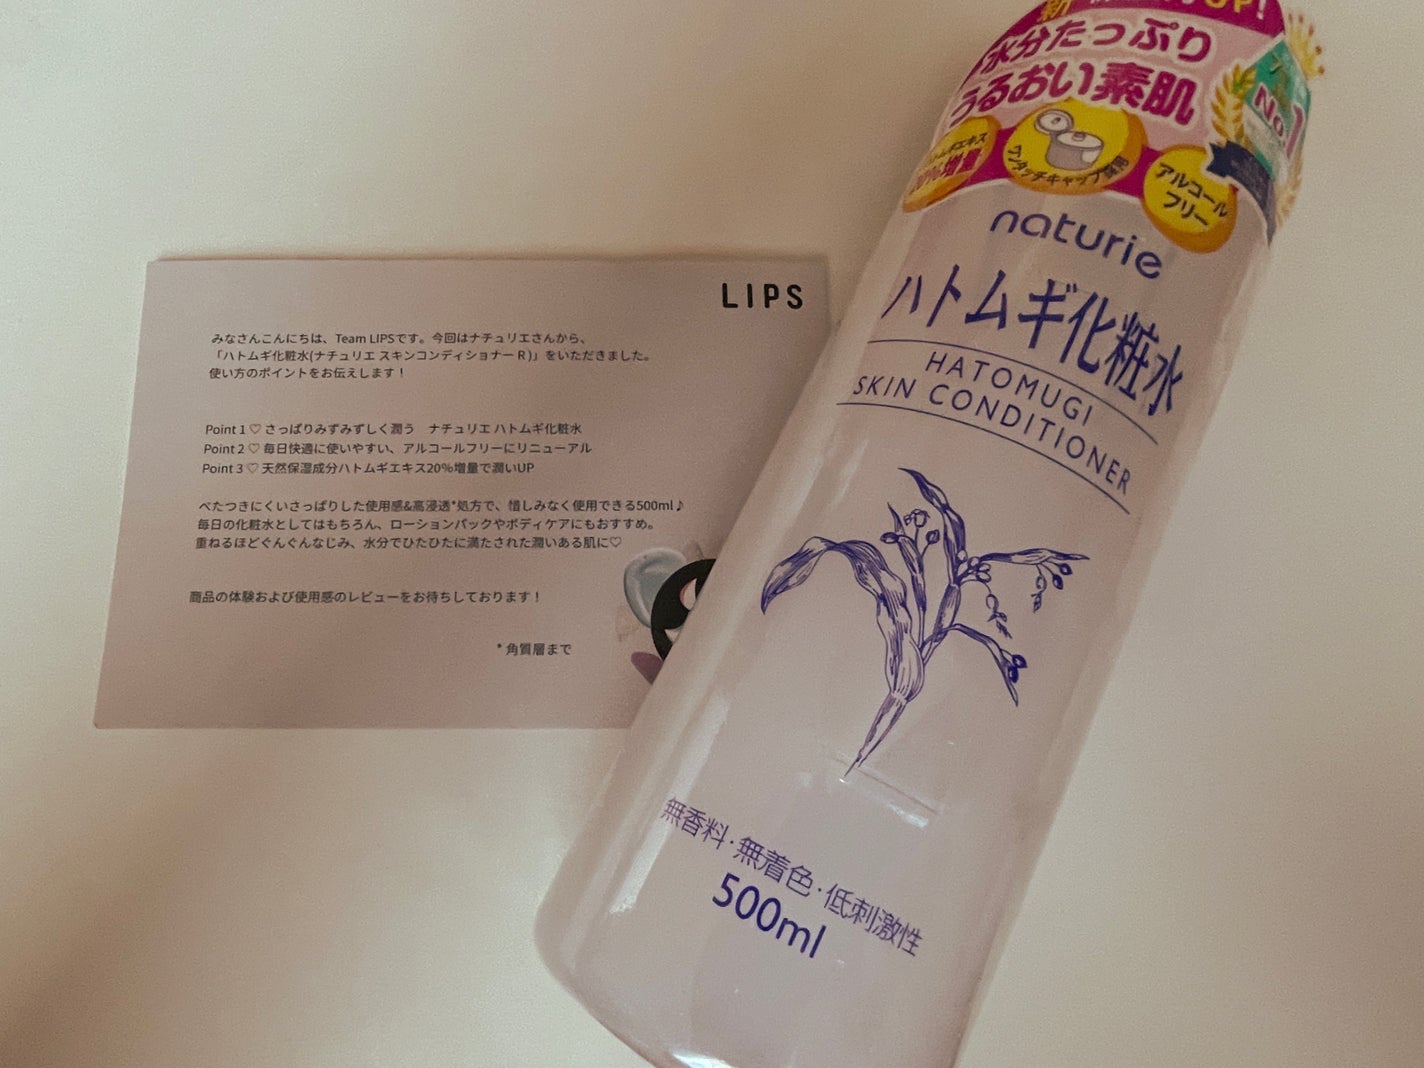 LIPS
みなさんこんにちは、Team LIPSです。今回はナチュリエさんから、
「ハトムギ化粧水(ナチュリエ スキンコンディショナー R )」をいただきました。
使い方のポイントをお伝えします！
Point 1 ♡ さっぱりみずみずしく潤う　ナチュリエ ハトムギ化粧水
Point 2 ♡ 毎日快適に使いやすい、アルコールフリーにリニューアル
Point 3 ♡ 天然保湿成分ハトムギエキス20%増量で潤いUP
べたつきにくいさっぱりした使用感&高浸透*処方で、惜しみなく使用できる500ml♪
毎日の化粧水としてはもちろん、ローションパックやボディケアにもおすすめ。
重ねるほどぐんぐんなじみ、水分でひたひたに満たされた潤いある肌に♡
商品の体験および使用感のレビューをお待ちしております！
* 角質層まで
新 UP!
水分たっぷり
うるおい素肌
No.1
増量
ワンタッチキャップ採用
アルコール
フリー
naturie
ハトムギ化粧水
HATOMUGI
SKIN CONDITIONER
無香料・無着色・低刺激性
500ml